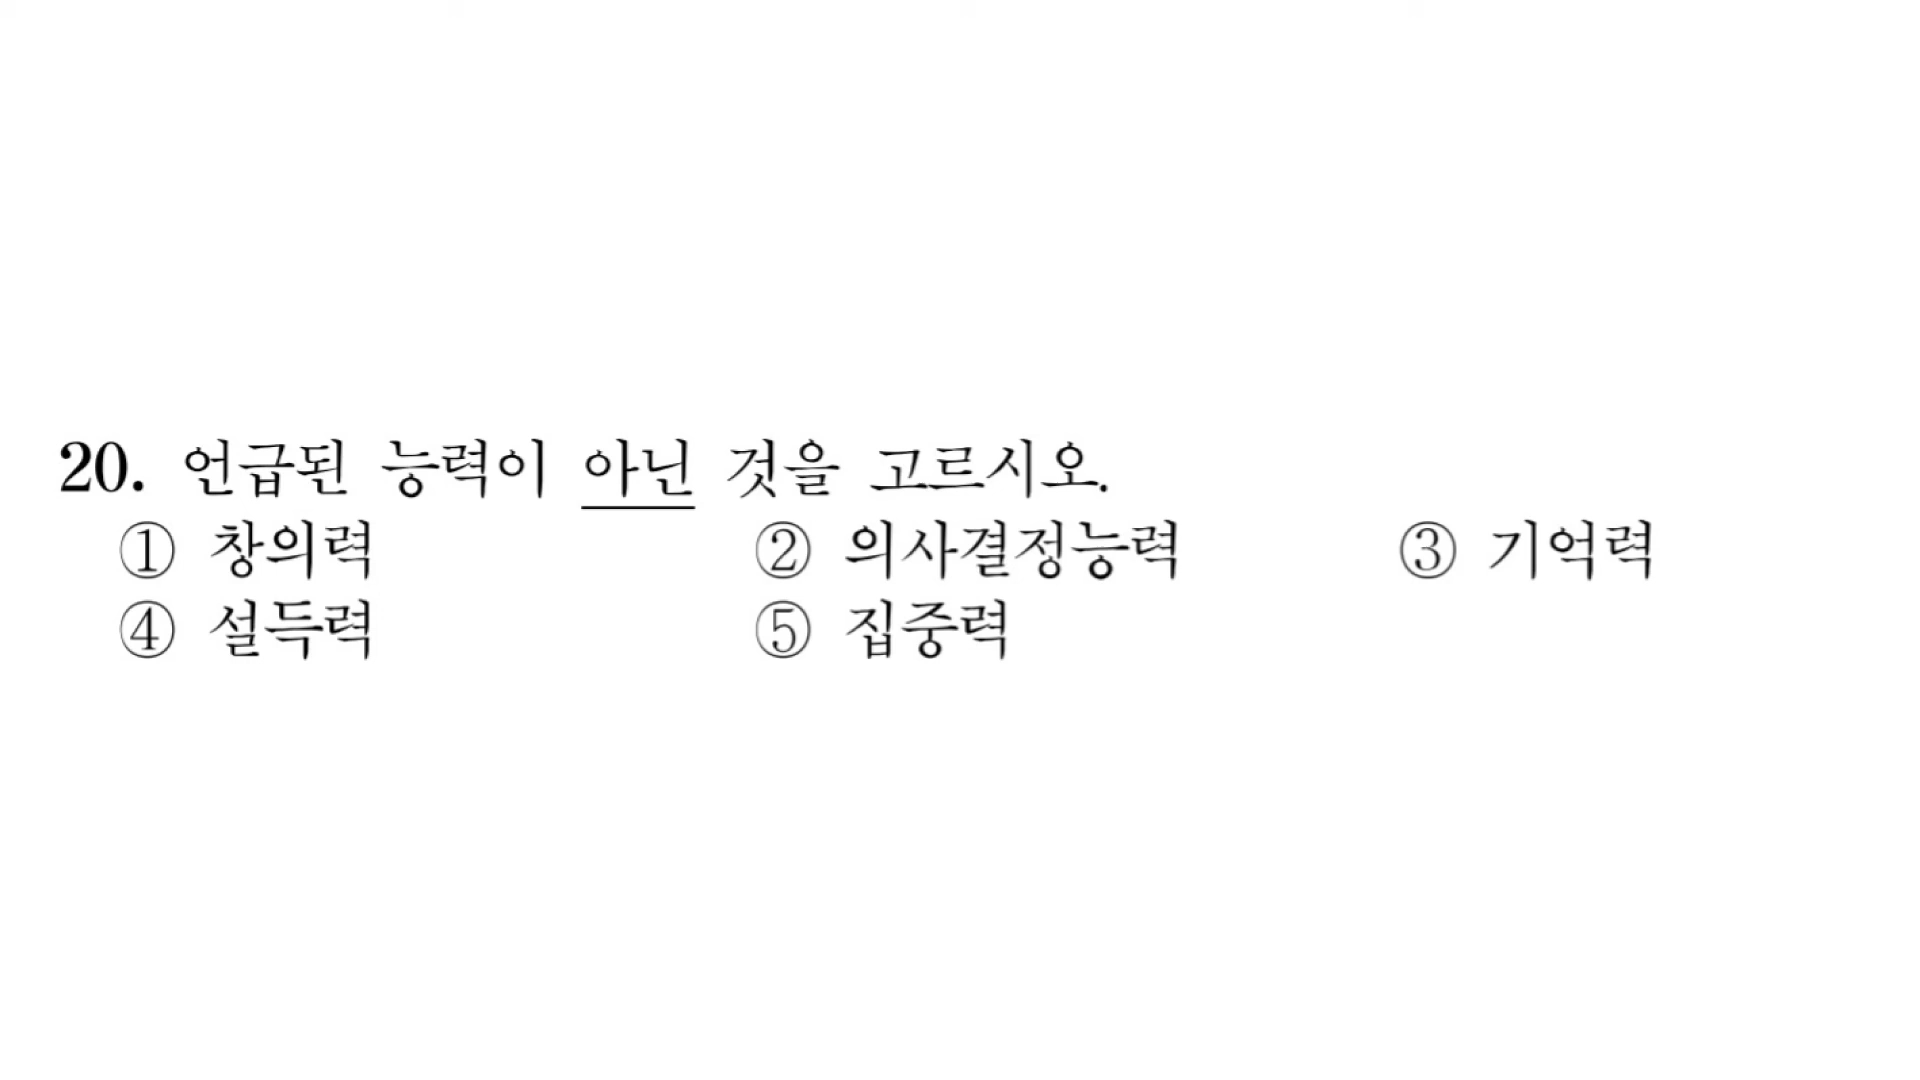 20. 언급된 능력이 아닌 것을 고르시오.
① 창의력 ② 의사결정능력 ③ 기억력
④ 설득력 ⑤ 집중력